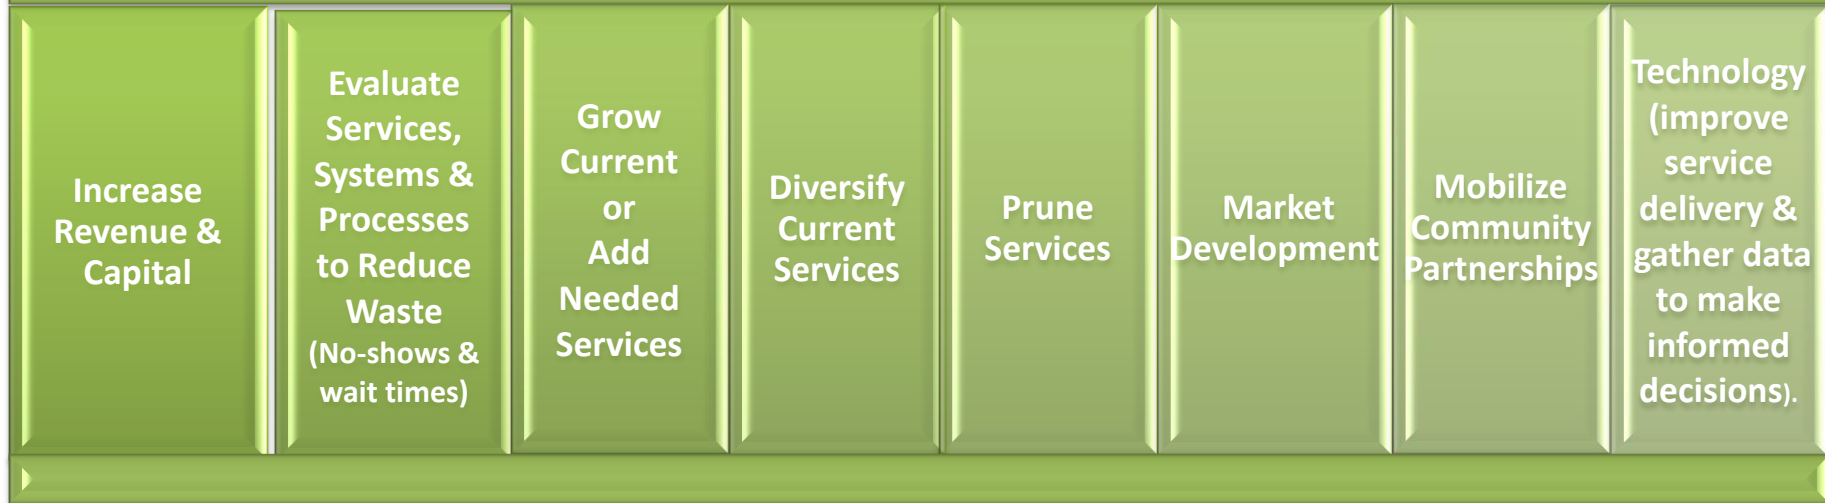 Increase
Revenue &
Capital
Evaluate
Services,
Systems &
Processes
to Reduce
Waste
(No-shows &
wait times)
Grow
Current
or
Add
Needed
Services
Diversify
Current
Services
Prune
Services
Market
Development
Mobilize
Community
Partnerships
Technology
(improve
service
delivery &
gather data
to make
informed
decisions).